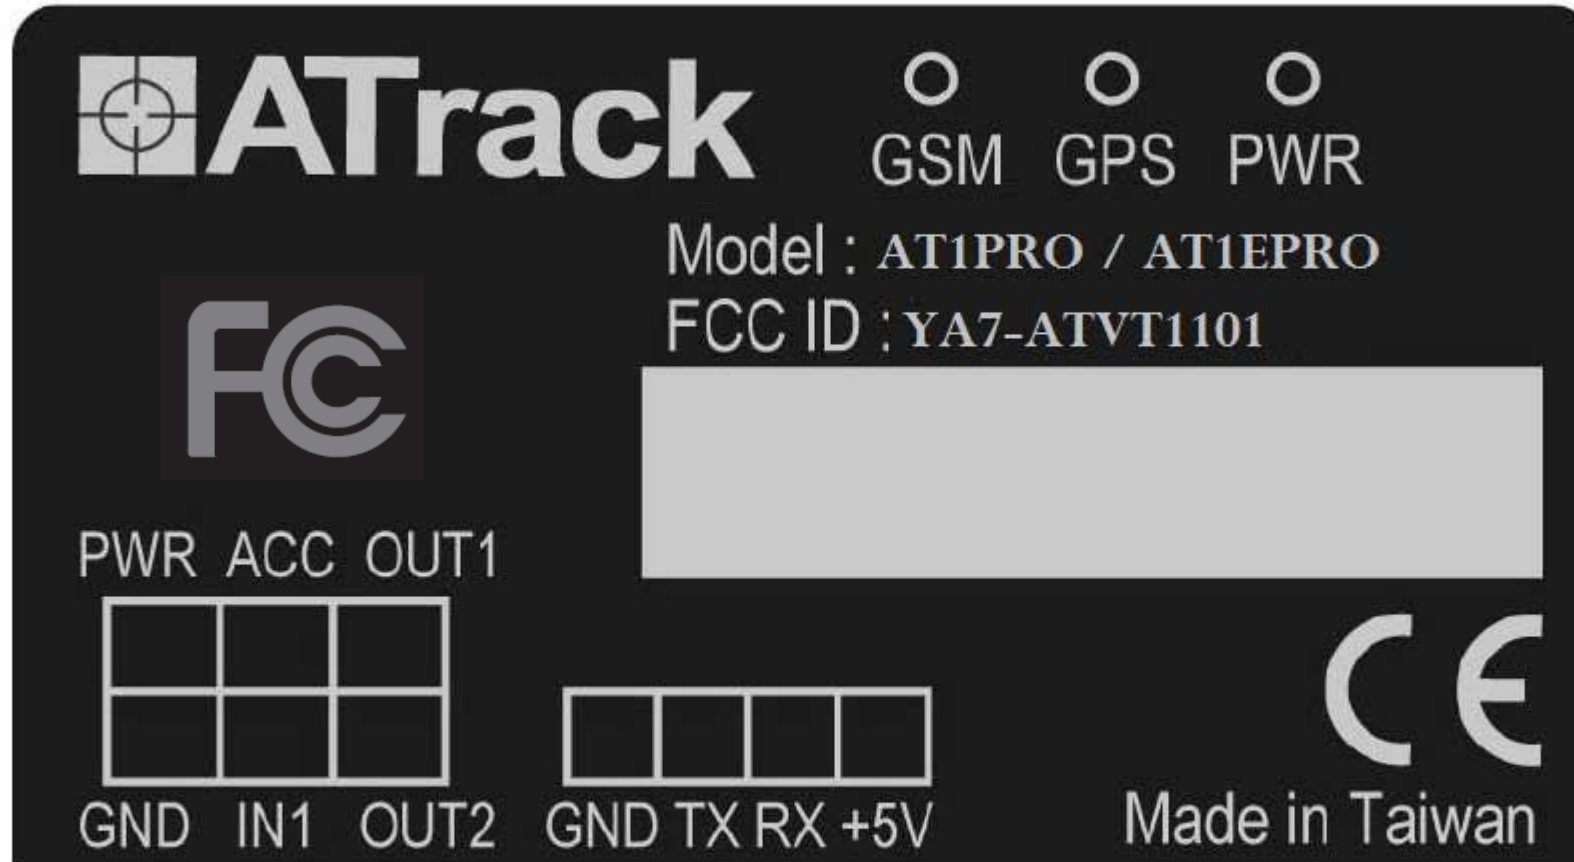 ATrack
GSM GPS PWR
Model : AT1PRO / AT1EPRO
FCC ID : YA7-ATVT1101
FC
PWR ACC OUT1
GND IN1 OUT2
GND TX RX +5V
CE
Made in Taiwan